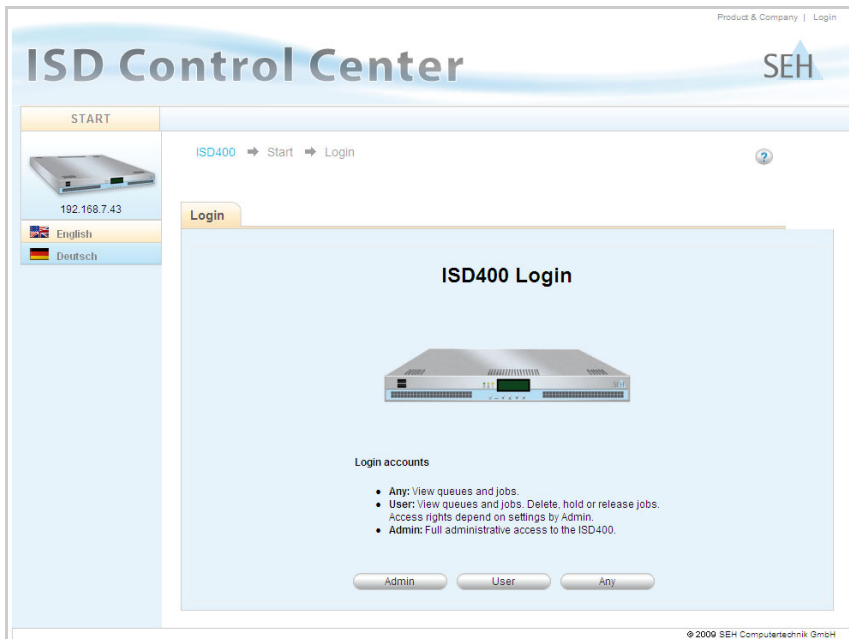 Product & Company | Login
ISD Control Center
SEH
START
ISD400 ➡ Start ➡ Login
?
192.168.7.43
English
Deutsch
Login
ISD400 Login
SEH
Login accounts
• Any: View queues and jobs.
• User: View queues and jobs. Delete, hold or release jobs.
Access rights depend on settings by Admin.
• Admin: Full administrative access to the ISD400.
Admin User Any
© 2009 SEH Computertechnik GmbH